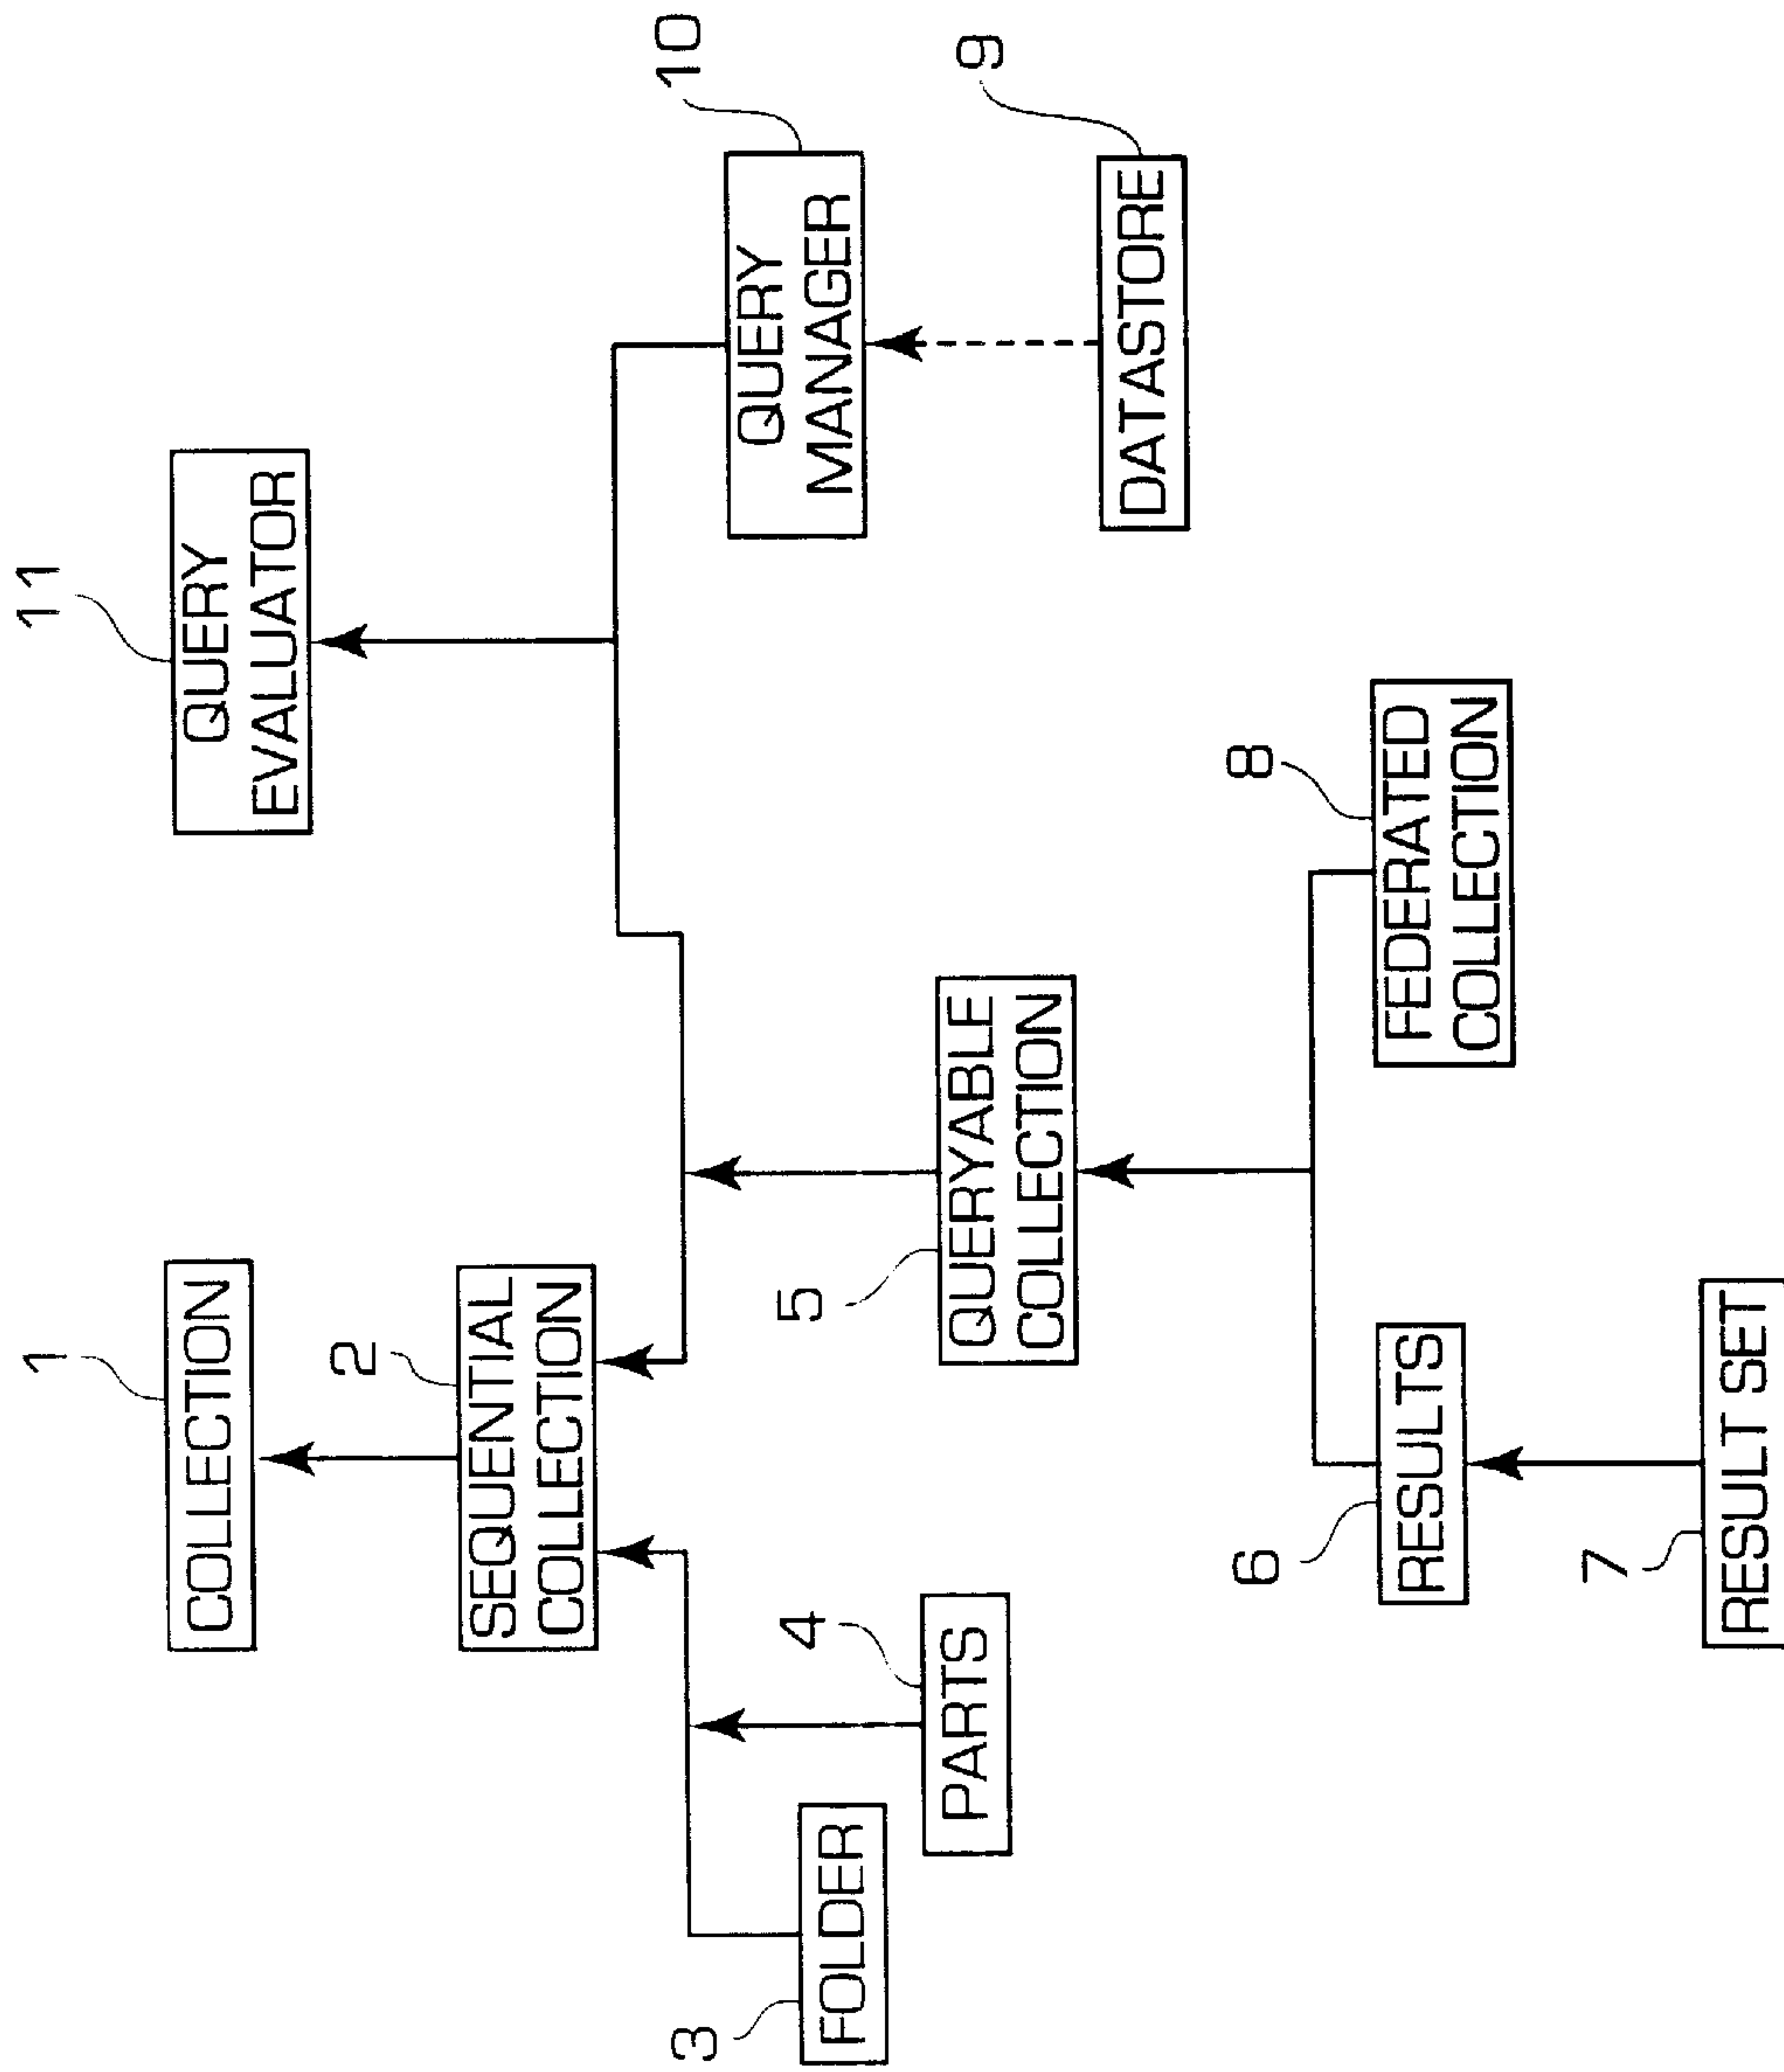 11
QUERY
EVALUATOR
1
COLLECTION
2
SEQUENTIAL
COLLECTION
10
QUERY
MANAGER
3
FOLDER
4
PARTS
5
QUERYABLE
COLLECTION
9
DATASTORE
6
RESULTS
8
FEDERATED
COLLECTION
7
RESULT SET